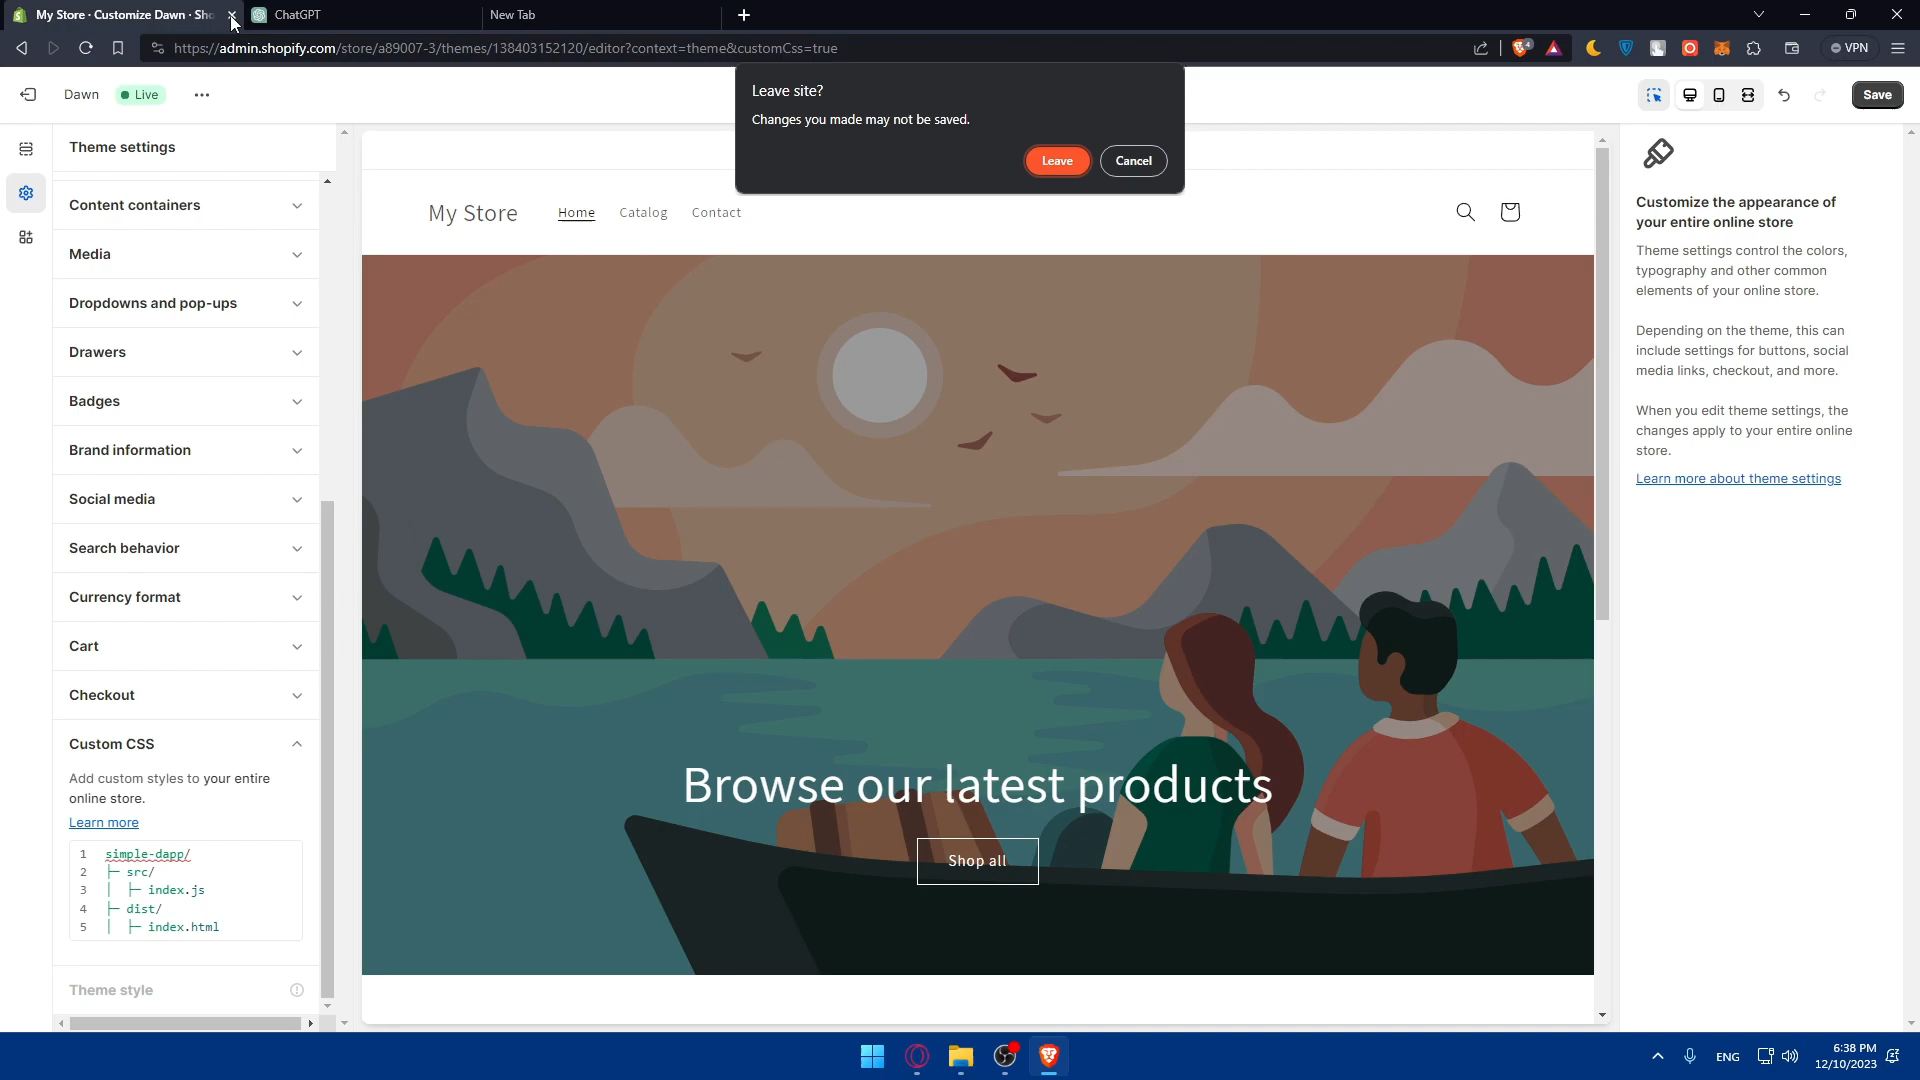 My Store · Customize Dawn · Sho
ChatGPT
New Tab
https://admin.shopify.com/store/a89007-3/themes/138403152120/editor?context=theme&customCss=true
4
VPN
Leave site?
Changes you made may not be saved.
Leave
Cancel
Dawn
Live
Save
Theme settings
Content containers
Media
Dropdowns and pop-ups
Drawers
Badges
Brand information
Social media
Search behavior
Currency format
Cart
Checkout
Custom CSS
Add custom styles to your entire
online store.
Learn more
1 simple-dapp/
2 ├─ src/
3 │ ├─ index.js
4 ├─ dist/
5 │ ├─ index.html
Theme style
My Store
Home
Catalog
Contact
Browse our latest products
Shop all
Customize the appearance of
your entire online store
Theme settings control the colors,
typography and other common
elements of your online store.
Depending on the theme, this can
include settings for buttons, social
media links, checkout, and more.
When you edit theme settings, the
changes apply to your entire online
store.
Learn more about theme settings
ENG
6:38 PM
12/10/2023